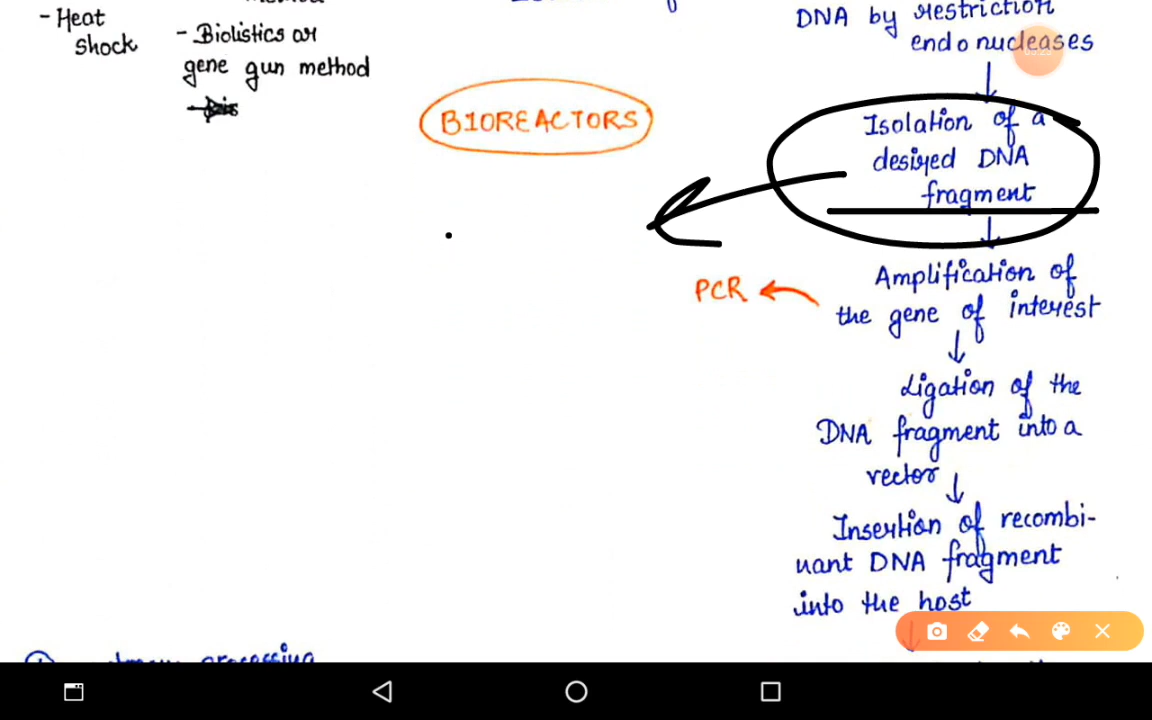 - Heat
shock
- Biolistics or
gene gun method
BIOREACTORS
DNA by restriction
endonucleases
Isolation of a
desired DNA
fragment
Amplification of
the gene of interest
PCR
Ligation of the
DNA fragment into a
vector
Insertion of recombi-
nant DNA fragment
into the host
processing